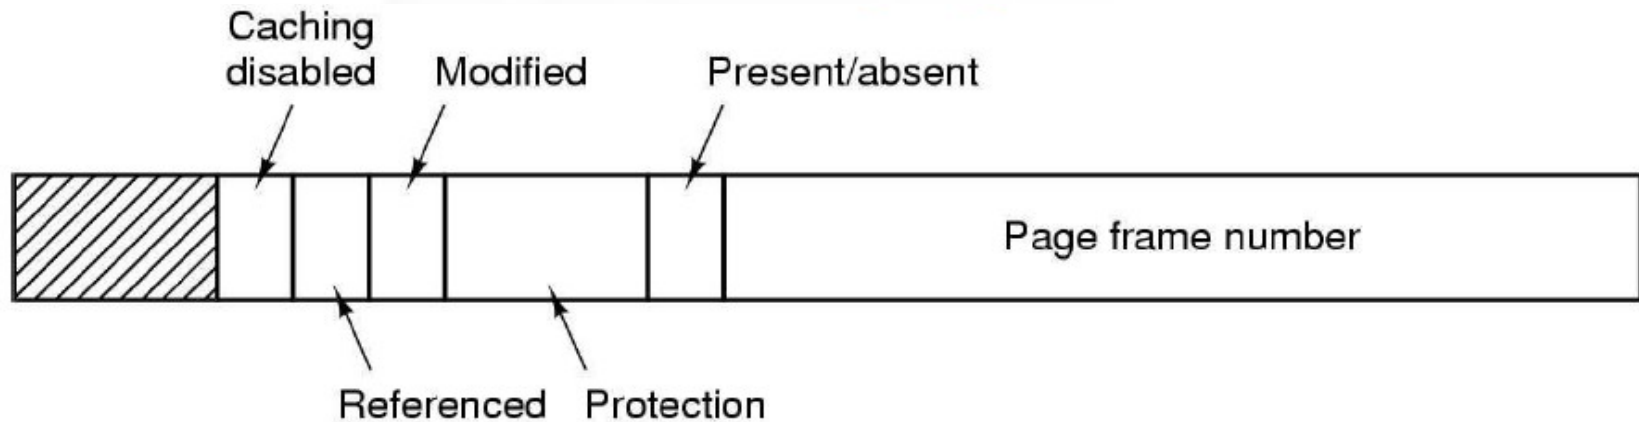 Caching
disabled
Modified
Present/absent
Page frame number
Referenced
Protection